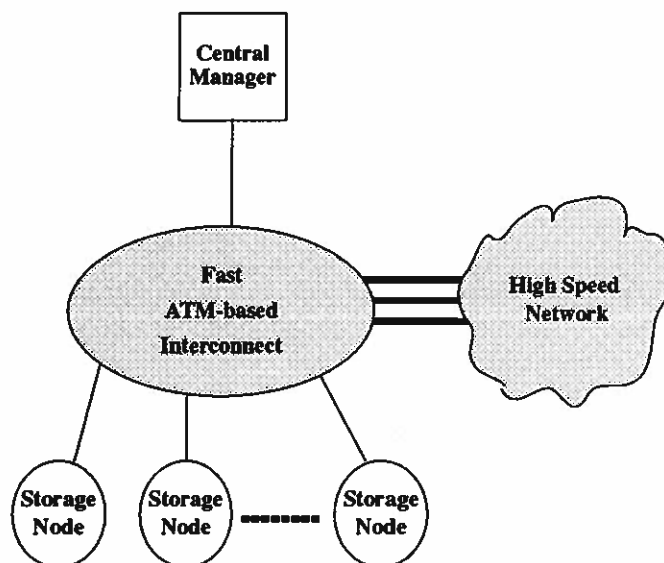 Central
Manager
Fast
ATM-based
Interconnect
High Speed
Network
Storage
Node
Storage
Node
Storage
Node